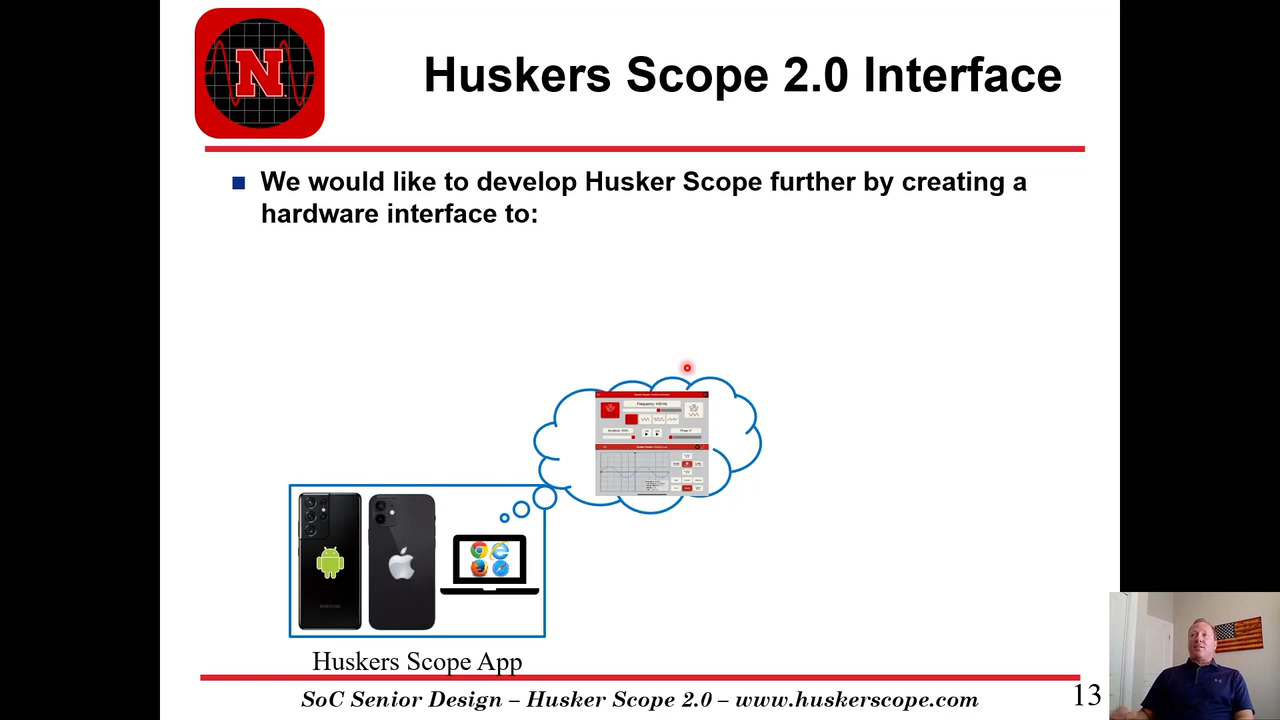 N
Huskers Scope 2.0 Interface
We would like to develop Husker Scope further by creating a
hardware interface to:
Huskers Scope App
SoC Senior Design – Husker Scope 2.0 – www.huskerscope.com
13